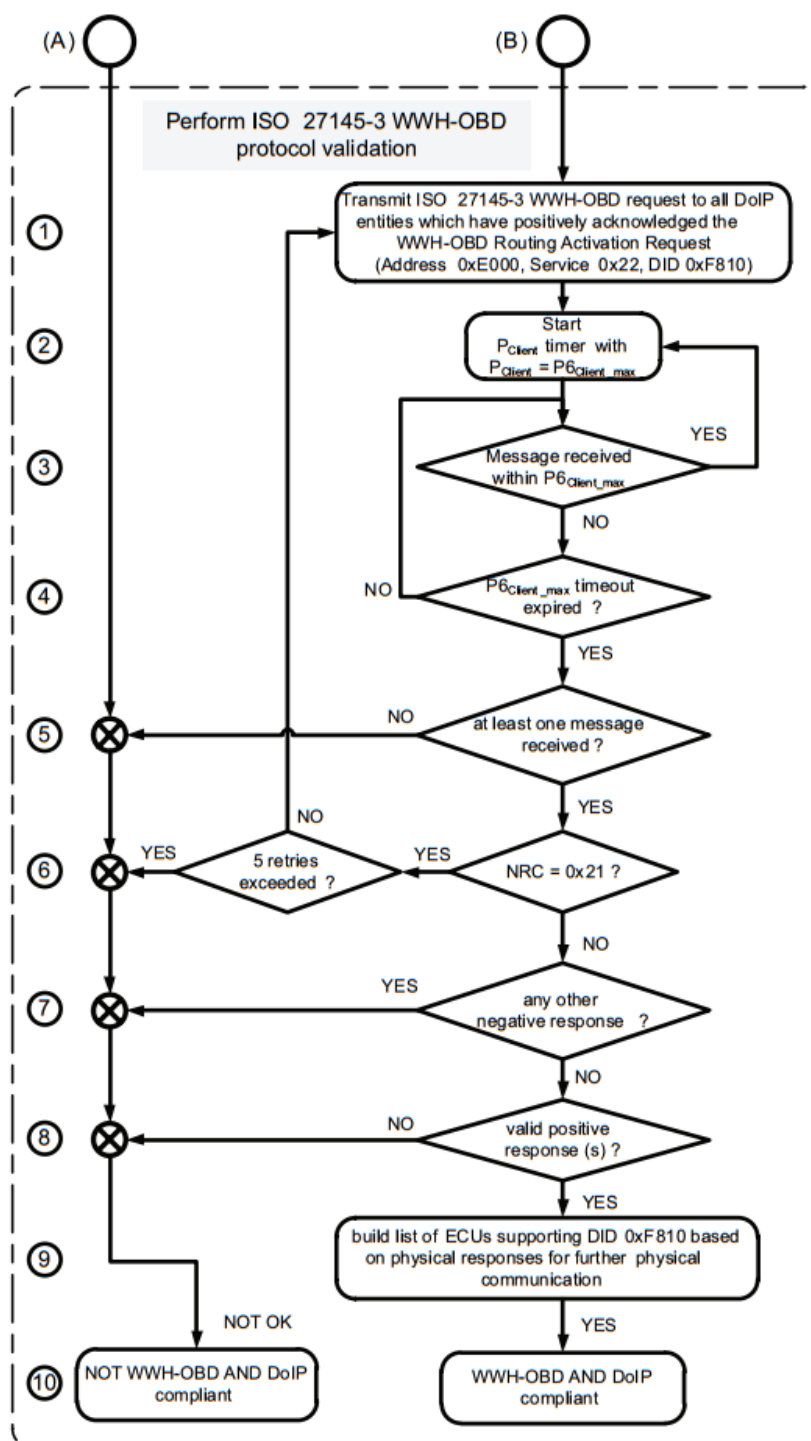 (A)
(B)
Perform ISO 27145-3 WWH-OBD
protocol validation
1
Transmit ISO 27145-3 WWH-OBD request to all DoIP
entities which have positively acknowledged the
WWH-OBD Routing Activation Request
(Address 0xE000, Service 0x22, DID 0xF810)
2
Start
PClient timer with
PClient = P6Client_max
3
Message received
within P6Client_max
YES
NO
4
P6Client_max timeout
expired ?
NO
YES
5
at least one message
received ?
NO
YES
6
NRC = 0x21 ?
YES
5 retries
exceeded ?
NO
YES
NO
7
any other
negative response ?
YES
NO
8
valid positive
response (s) ?
NO
YES
9
build list of ECUs supporting DID 0xF810 based
on physical responses for further physical
communication
NOT OK
YES
10
NOT WWH-OBD AND DoIP
compliant
WWH-OBD AND DoIP
compliant